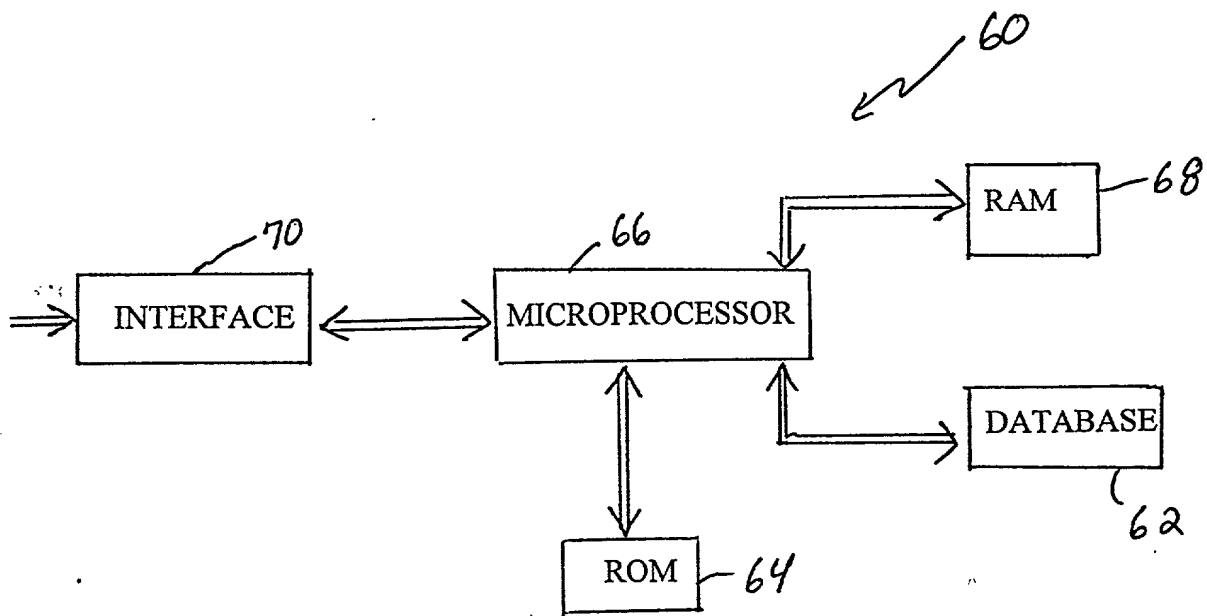 60
RAM
68
70
66
INTERFACE
MICROPROCESSOR
DATABASE
62
ROM
64